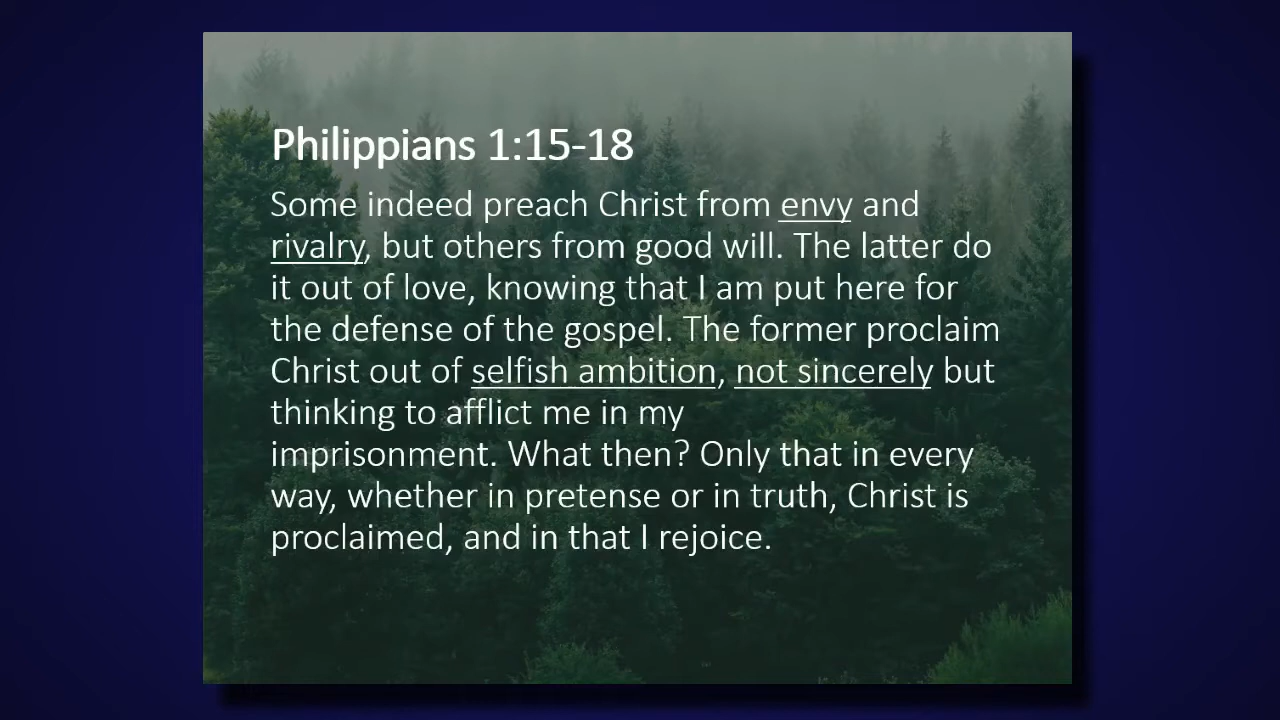 Philippians 1:15-18
Some indeed preach Christ from envy and
rivalry, but others from good will. The latter do
it out of love, knowing that I am put here for
the defense of the gospel. The former proclaim
Christ out of selfish ambition, not sincerely but
thinking to afflict me in my
imprisonment. What then? Only that in every
way, whether in pretense or in truth, Christ is
proclaimed, and in that I rejoice.